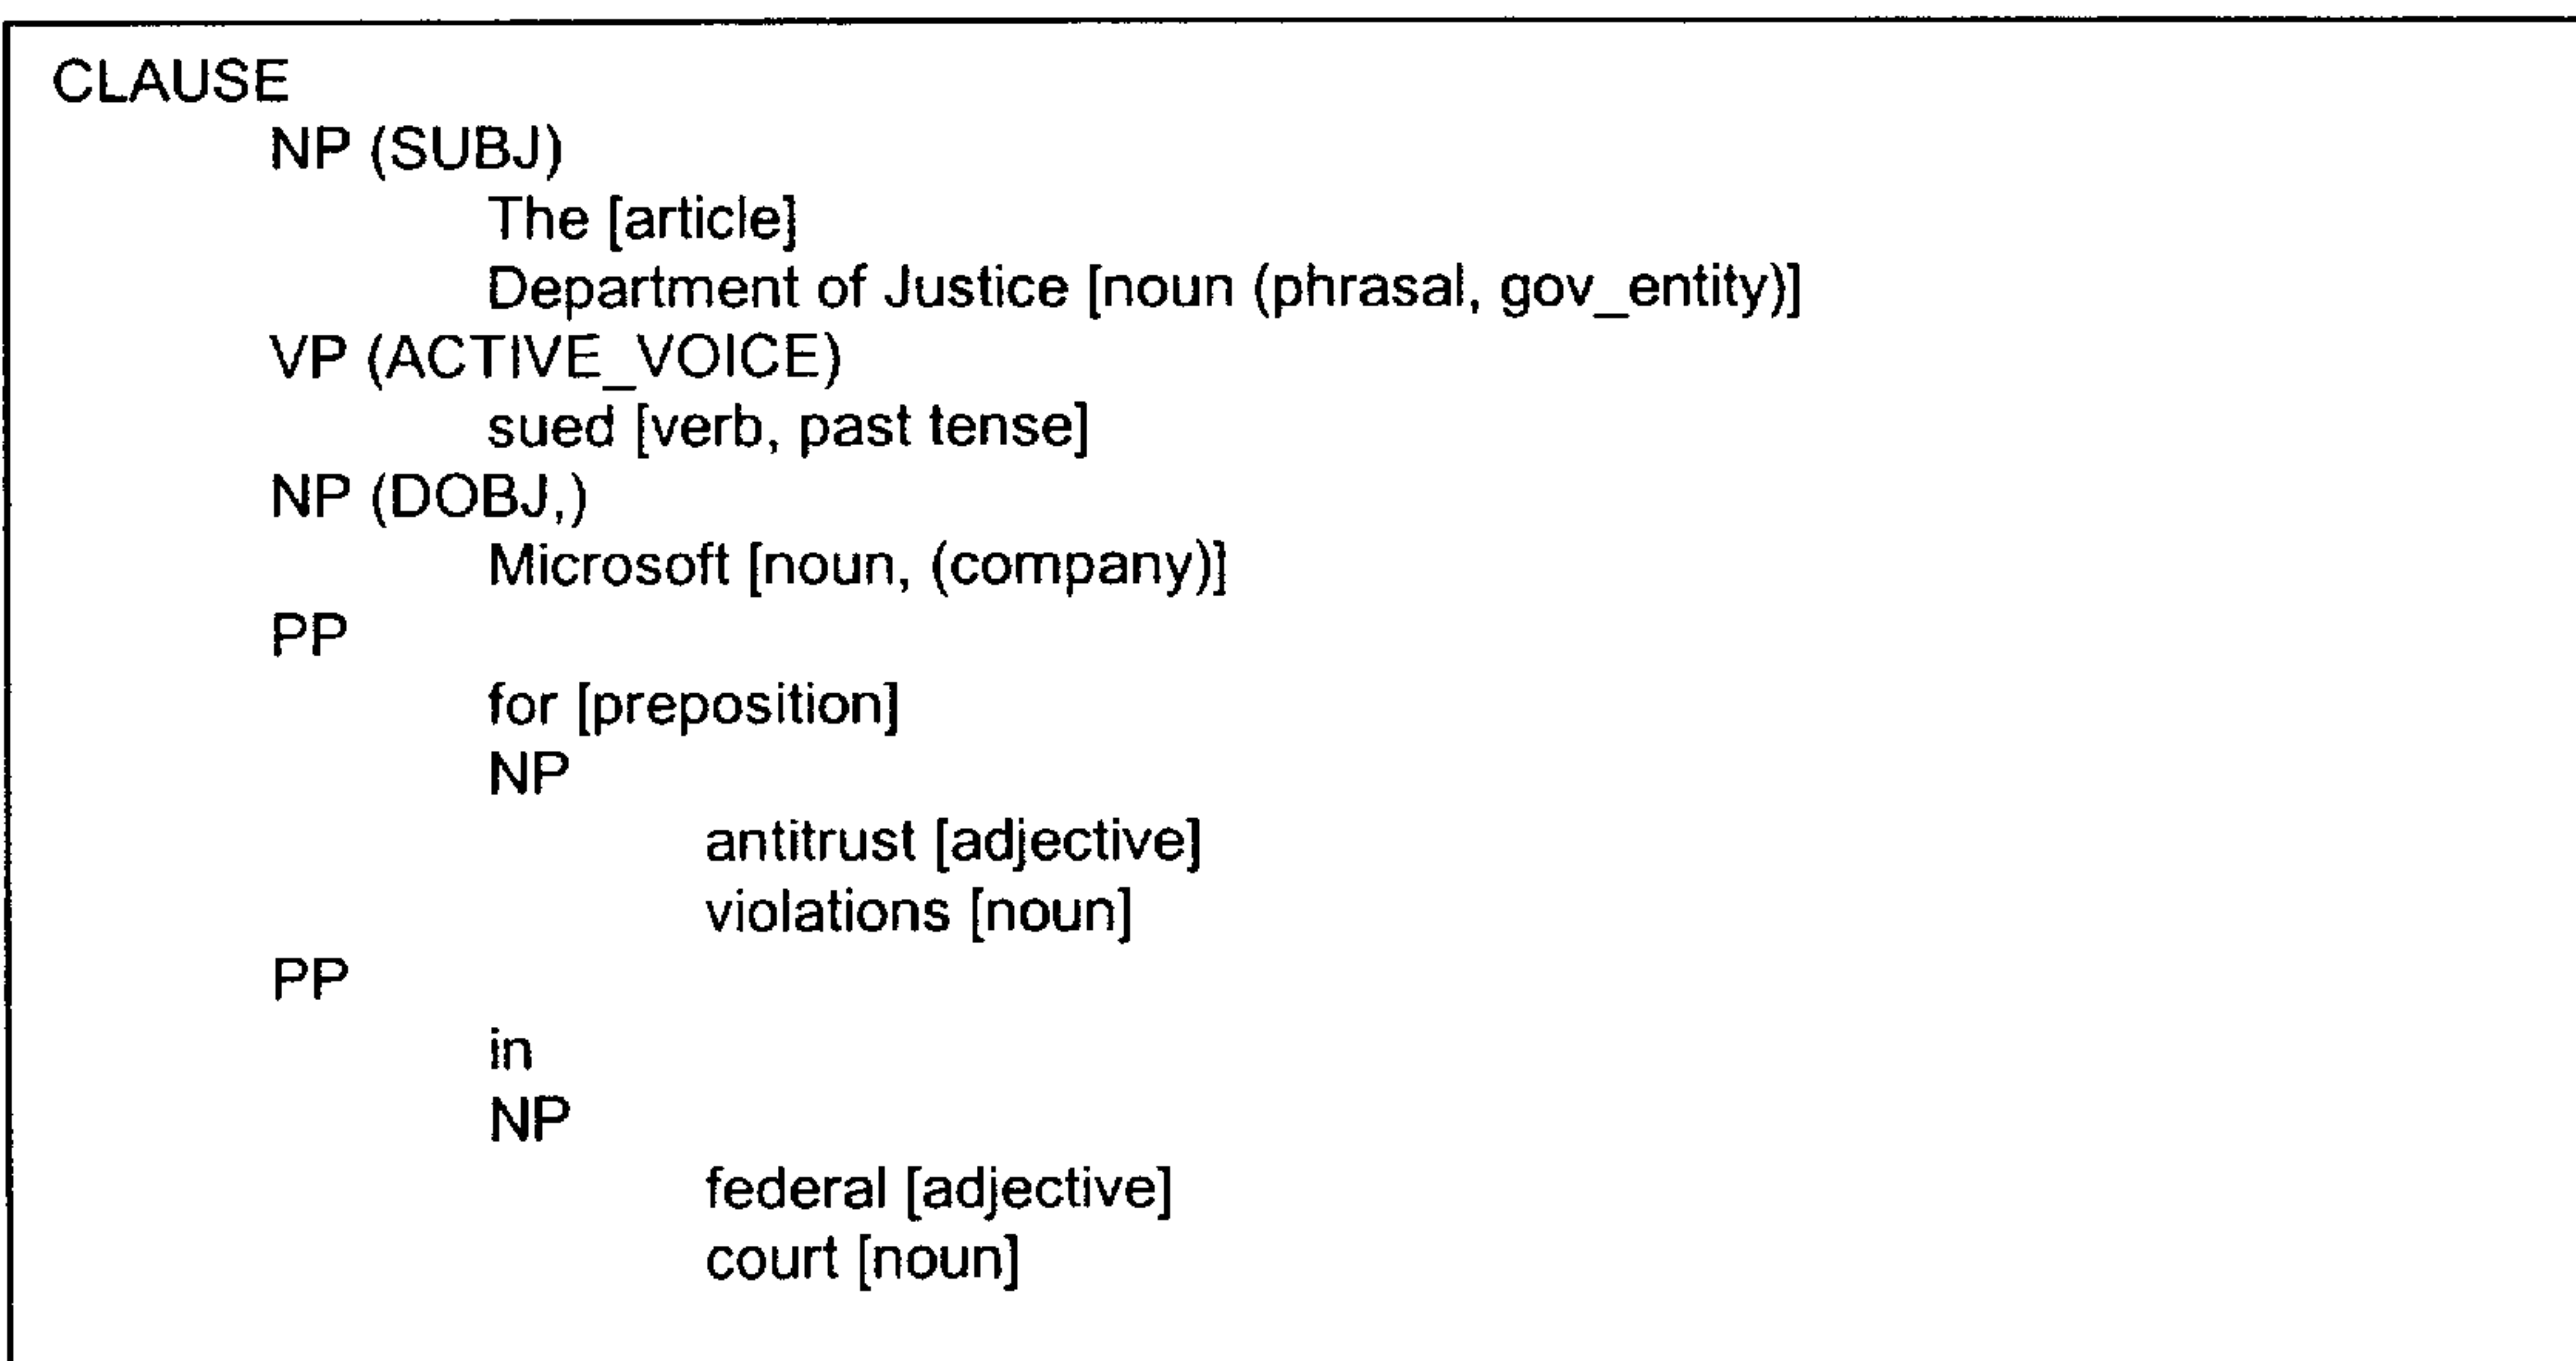 CLAUSE
NP (SUBJ)
The [article]
Department of Justice [noun (phrasal, gov_entity)]
VP (ACTIVE_VOICE)
sued [verb, past tense]
NP (DOBJ,)
Microsoft [noun, (company)]
PP
for [preposition]
NP
antitrust [adjective]
violations [noun]
PP
in
NP
federal [adjective]
court [noun]